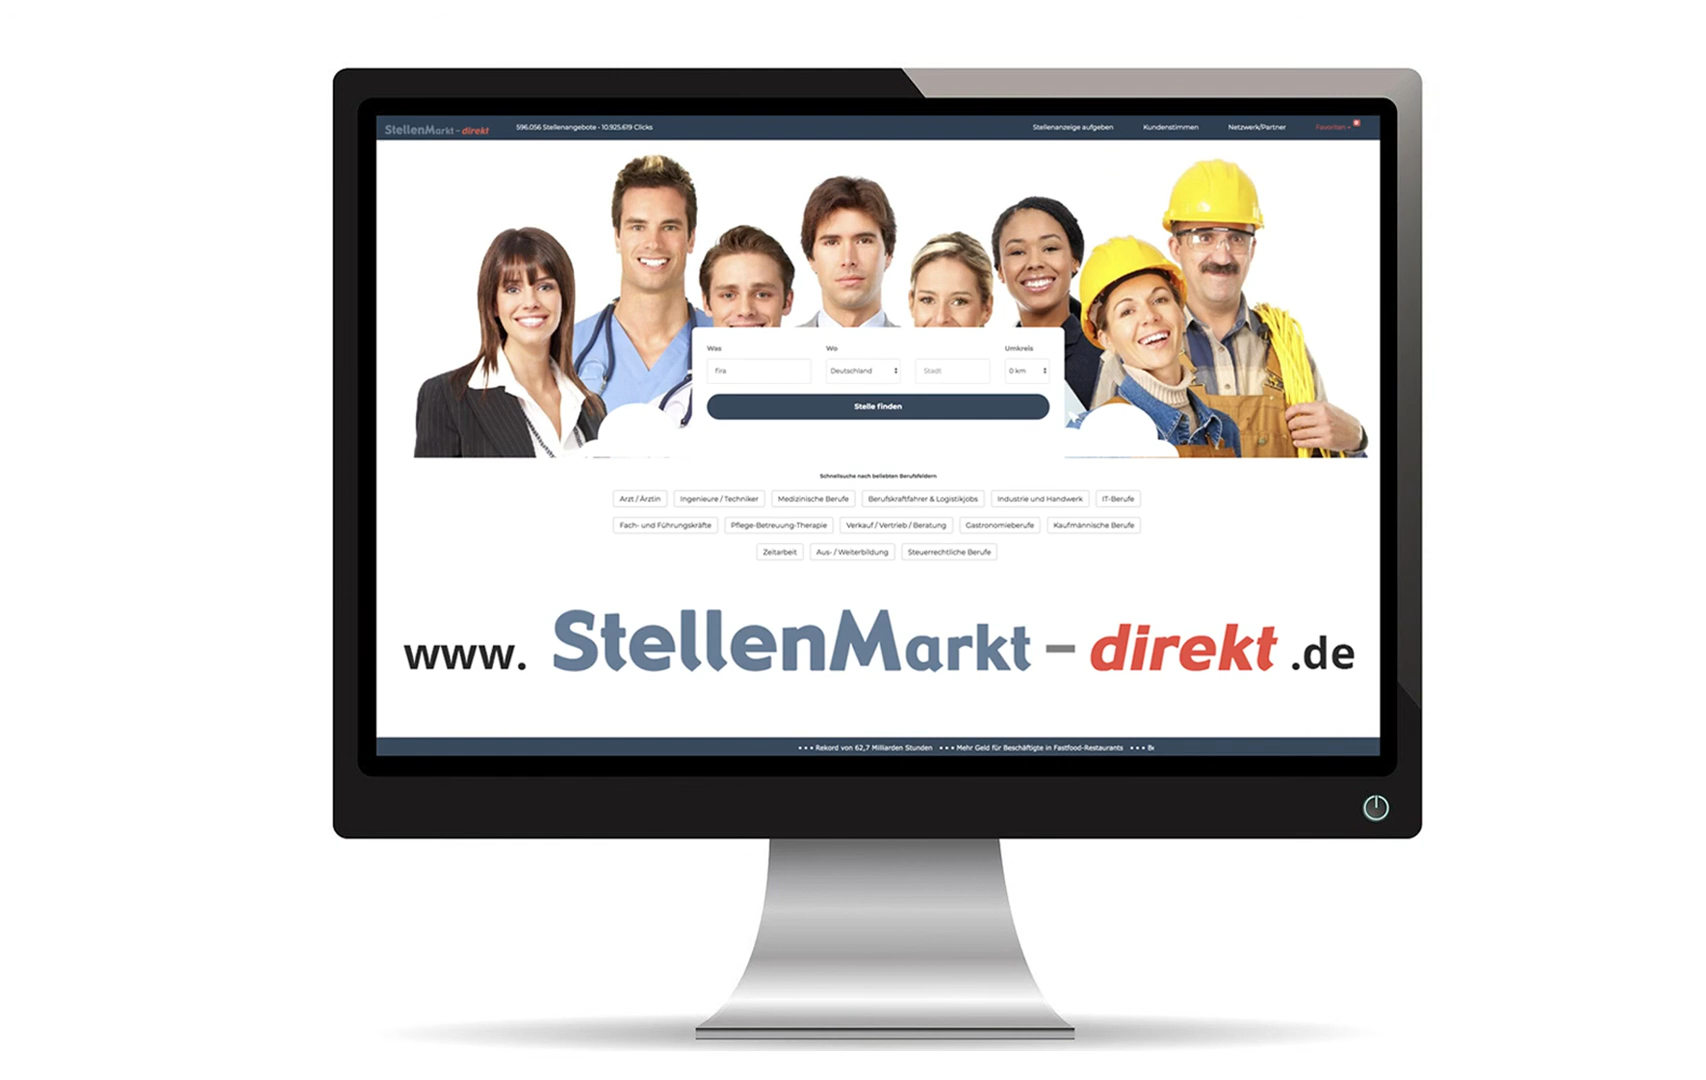 StellenMarkt - direkt 596.056 Stellenangebote • 10.925.619 Clicks Stellenanzeige aufgeben Kundenstimmen Netzwerk/Partner Favoriten
Was Wo Umkreis
fira Deutschland Stadt 0 km
Stelle finden
Schnellsuche nach beliebten Berufsfeldern
Arzt / Ärztin Ingenieure / Techniker Medizinische Berufe Berufskraftfahrer & Logistikjobs Industrie und Handwerk IT-Berufe
Fach- und Führungskräfte Pflege-Betreuung-Therapie Verkauf / Vertrieb / Beratung Gastronomieberufe Kaufmännische Berufe
Zeitarbeit Aus- / Weiterbildung Steuerrechtliche Berufe
www. StellenMarkt - direkt .de
• • • Rekord von 62,7 Milliarden Stunden • • • Mehr Geld für Beschäftigte in Fastfood-Restaurants • • •